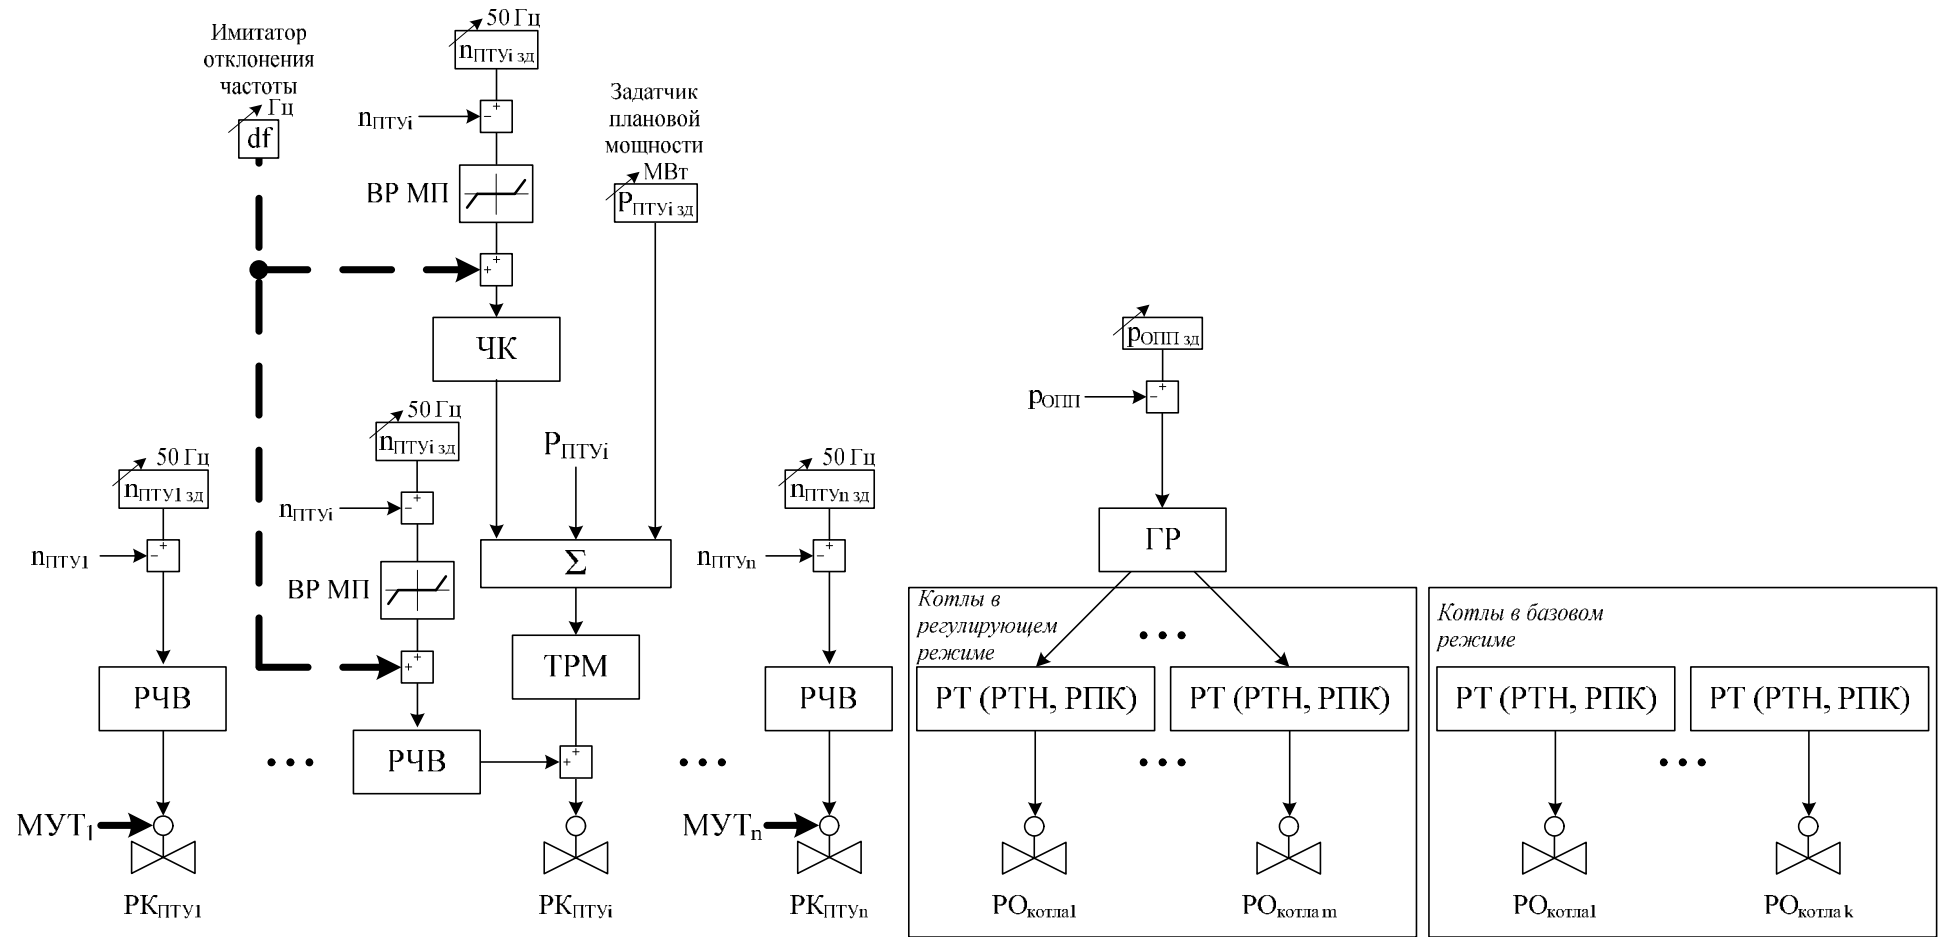 Имитатор
отклонения
частоты
Гц
df
50 Гц
nПТУi зд
+
nПТУi
−
ВР МП
+
+
Задатчик
плановой
мощности
МВт
PПТУi зд
ЧК
50 Гц
nПТУi зд
+
nПТУi
−
ВР МП
+
+
РЧВ
PПТУi
Σ
ТРМ
+
+
РКПТУi
50 Гц
nПТУ1 зд
+
nПТУ1
−
РЧВ
...
МУТ1
РКПТУ1
50 Гц
nПТУn зд
+
nПТУn
−
РЧВ
...
МУТn
РКПТУn
pОПП зд
+
pОПП
−
ГР
Котлы в
регулирующем
режиме
...
РТ (РТН, РПК)
РТ (РТН, РПК)
...
РОкотла1
РОкотла m
Котлы в базовом
режиме
РТ (РТН, РПК)
РТ (РТН, РПК)
...
РОкотла1
РОкотла k